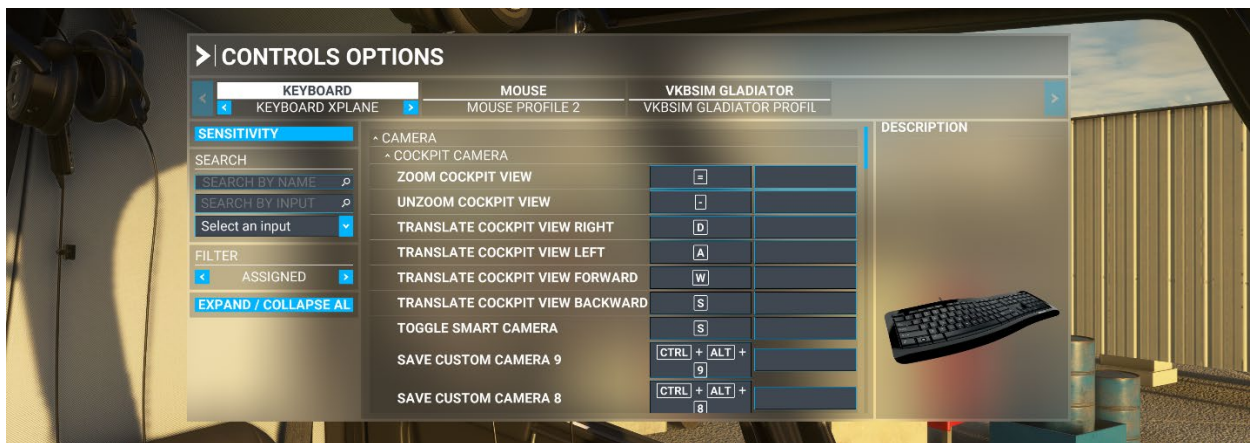 CONTROLS OPTIONS
KEYBOARD
KEYBOARD XPLANE
MOUSE
MOUSE PROFILE 2
VKBSIM GLADIATOR
VKBSIM GLADIATOR PROFIL
SENSITIVITY
SEARCH
SEARCH BY NAME
SEARCH BY INPUT
Select an input
FILTER
ASSIGNED
EXPAND / COLLAPSE AL
CAMERA
COCKPIT CAMERA
ZOOM COCKPIT VIEW =
UNZOOM COCKPIT VIEW -
TRANSLATE COCKPIT VIEW RIGHT D
TRANSLATE COCKPIT VIEW LEFT A
TRANSLATE COCKPIT VIEW FORWARD W
TRANSLATE COCKPIT VIEW BACKWARD S
TOGGLE SMART CAMERA S
SAVE CUSTOM CAMERA 9 CTRL + ALT +
9
SAVE CUSTOM CAMERA 8 CTRL + ALT +
8
DESCRIPTION